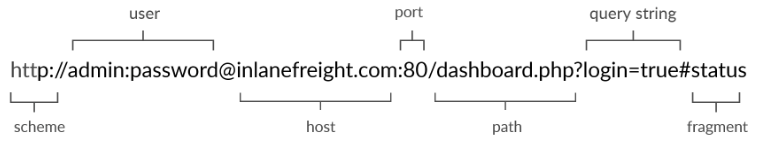 user port query string
http://admin:password@inlanefreight.com:80/dashboard.php?login=true#status
scheme host path fragment